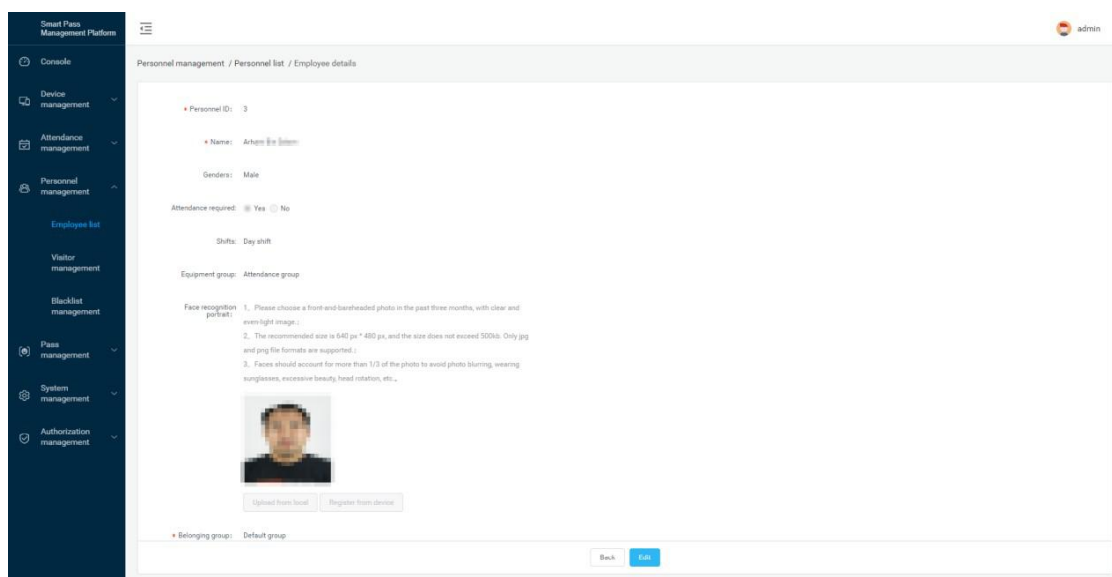 Smart Pass
Management Platform
admin
Console
Personnel management / Personnel list / Employee details
Device
management
Attendance
management
Personnel
management
Employee list
Visitor
management
Blacklist
management
Pass
management
System
management
Authorization
management
* Personnel ID: 3
* Name:
Genders: Male
Attendance required: Yes No
Shifts: Day shift
Equipment group: Attendance group
Face recognition
portrait:
1、Please choose a front-and-bareheaded photo in the past three months, with clear and
even-light image.;
2、The recommended size is 640 px * 480 px, and the size does not exceed 500kb. Only jpg
and png file formats are supported.;
3、Faces should account for more than 1/3 of the photo to avoid photo blurring, wearing
sunglasses, excessive beauty, head rotation, etc.。
Upload from local
Register from device
* Belonging group: Default group
Back
Edit